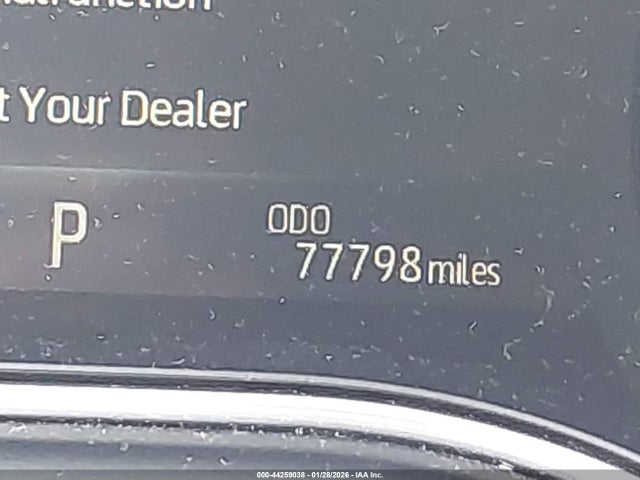 t Your Dealer
P
ODO
77798 miles
000-44259038 - 01/28/2026 - IAA Inc.